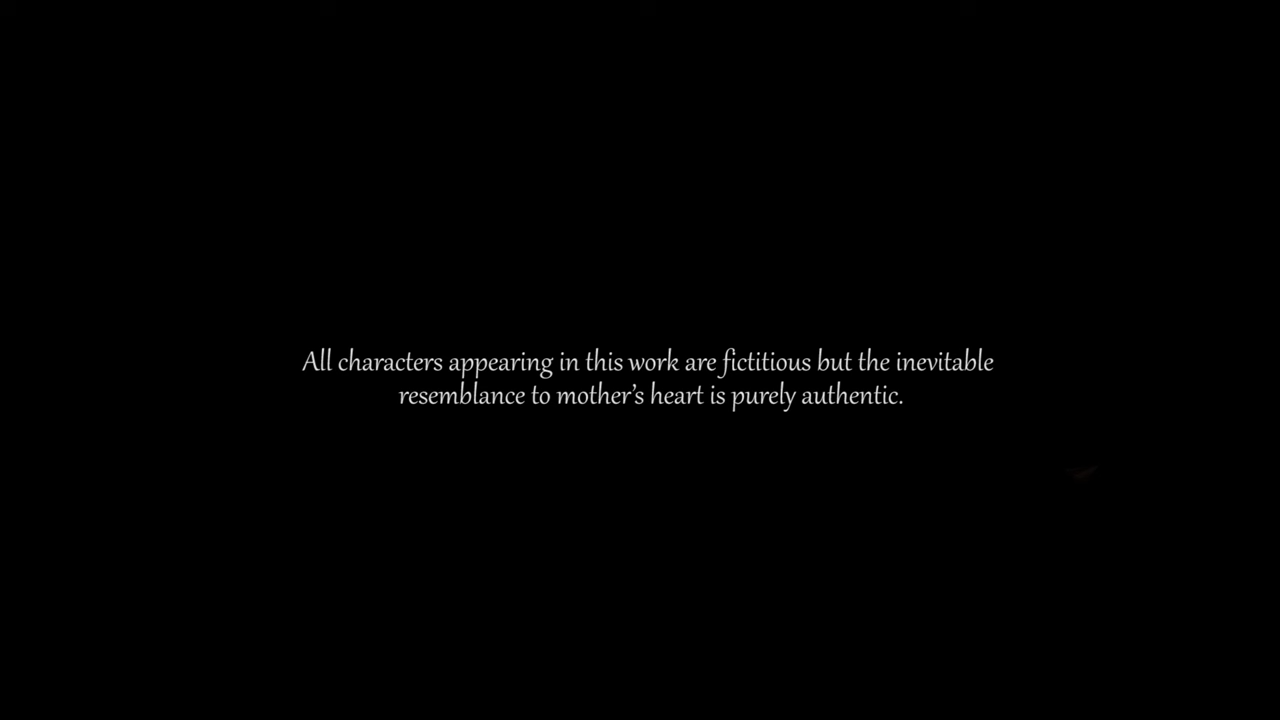 All characters appearing in this work are fictitious but the inevitable
resemblance to mother’s heart is purely authentic.